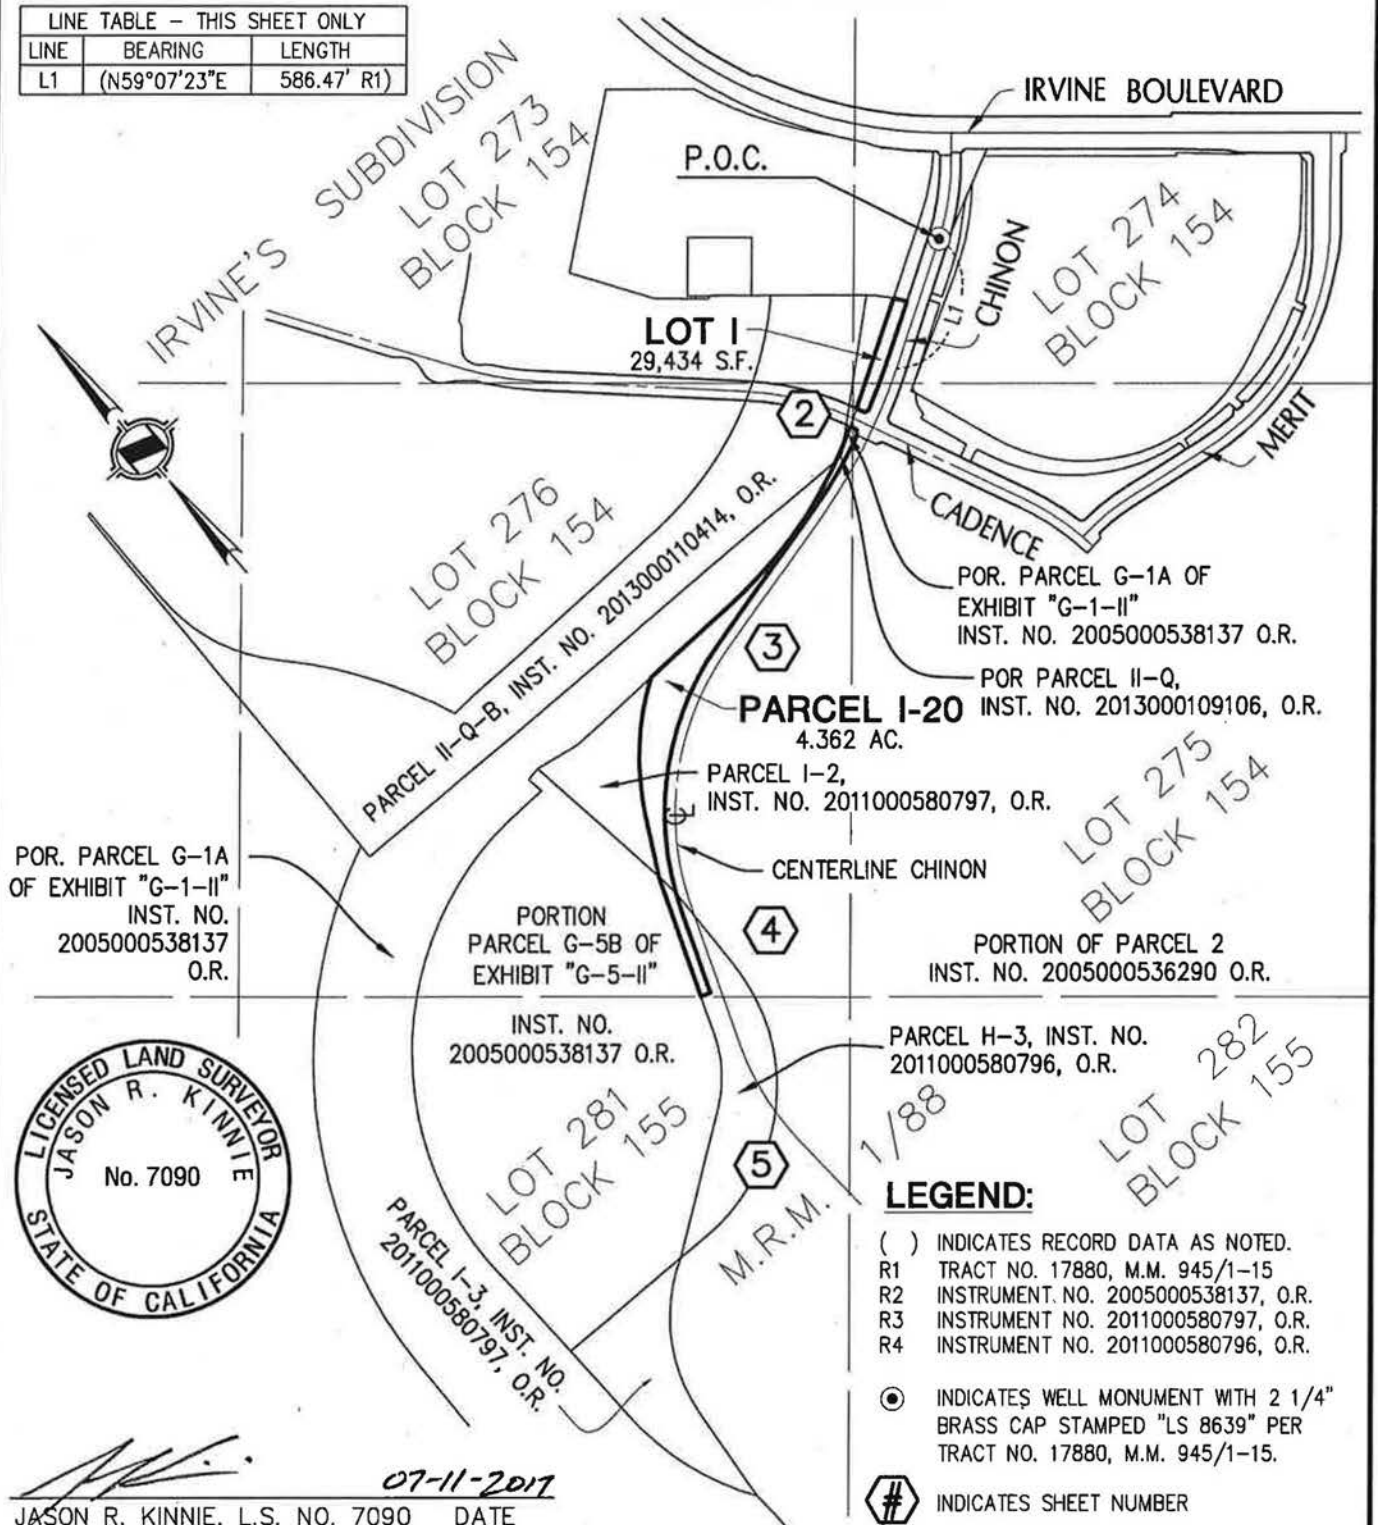 LINE TABLE – THIS SHEET ONLY
LINE BEARING LENGTH
L1 (N59°07'23"E 586.47' R1)
IRVINE'S SUBDIVISION
LOT 273
BLOCK 154
IRVINE BOULEVARD
P.O.C.
LOT 274
BLOCK 154
CHINON
L1
LOT I
29,434 S.F.
2
MERIT
CADENCE
LOT 276
BLOCK 154
PARCEL II-Q-B, INST. NO. 2013000110414, O.R.
POR. PARCEL G-1A OF
EXHIBIT "G-1-II"
INST. NO. 2005000538137 O.R.
3
POR PARCEL II-Q,
INST. NO. 2013000109106, O.R.
PARCEL I-20
4.362 AC.
PARCEL I-2,
INST. NO. 2011000580797, O.R.
LOT 275
BLOCK 154
CL
CENTERLINE CHINON
POR. PARCEL G-1A
OF EXHIBIT "G-1-II"
INST. NO.
2005000538137
O.R.
PORTION
PARCEL G-5B OF
EXHIBIT "G-5-II"
INST. NO.
2005000538137 O.R.
4
PORTION OF PARCEL 2
INST. NO. 2005000536290 O.R.
PARCEL H-3, INST. NO.
2011000580796, O.R.
LOT 282
BLOCK 155
LOT 281
BLOCK 155
5
M.R.M. 1/88
LICENSED LAND SURVEYOR
JASON R. KINNIE
No. 7090
STATE OF CALIFORNIA
PARCEL I-3, INST. NO.
2011000580797, O.R.
LEGEND:
( ) INDICATES RECORD DATA AS NOTED.
R1 TRACT NO. 17880, M.M. 945/1-15
R2 INSTRUMENT. NO. 2005000538137, O.R.
R3 INSTRUMENT NO. 2011000580797, O.R.
R4 INSTRUMENT NO. 2011000580796, O.R.
INDICATES WELL MONUMENT WITH 2 1/4"
BRASS CAP STAMPED "LS 8639" PER
TRACT NO. 17880, M.M. 945/1-15.
# INDICATES SHEET NUMBER
07-11-2017
JASON R. KINNIE, L.S. NO. 7090 DATE